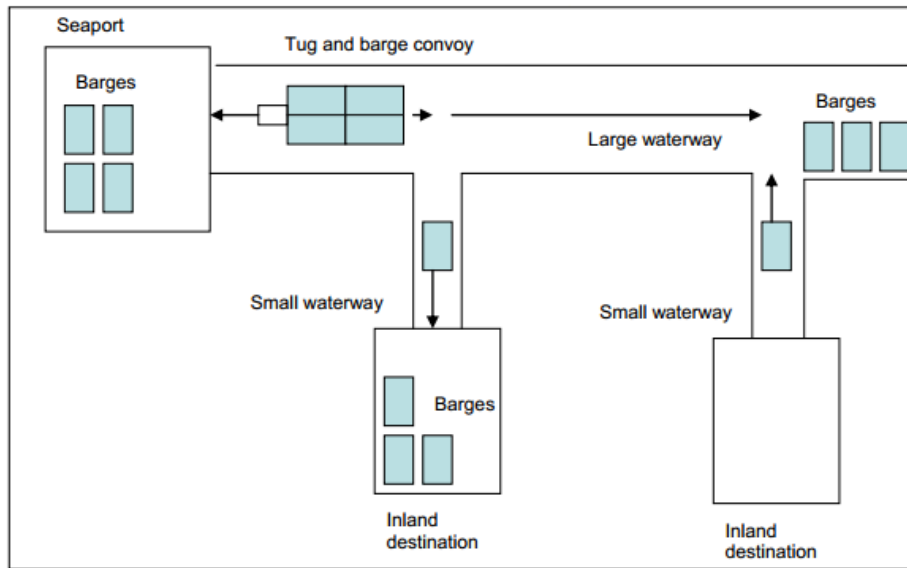 Seaport
Tug and barge convoy
Barges
Barges
Large waterway
Small waterway
Small waterway
Barges
Inland
destination
Inland
destination